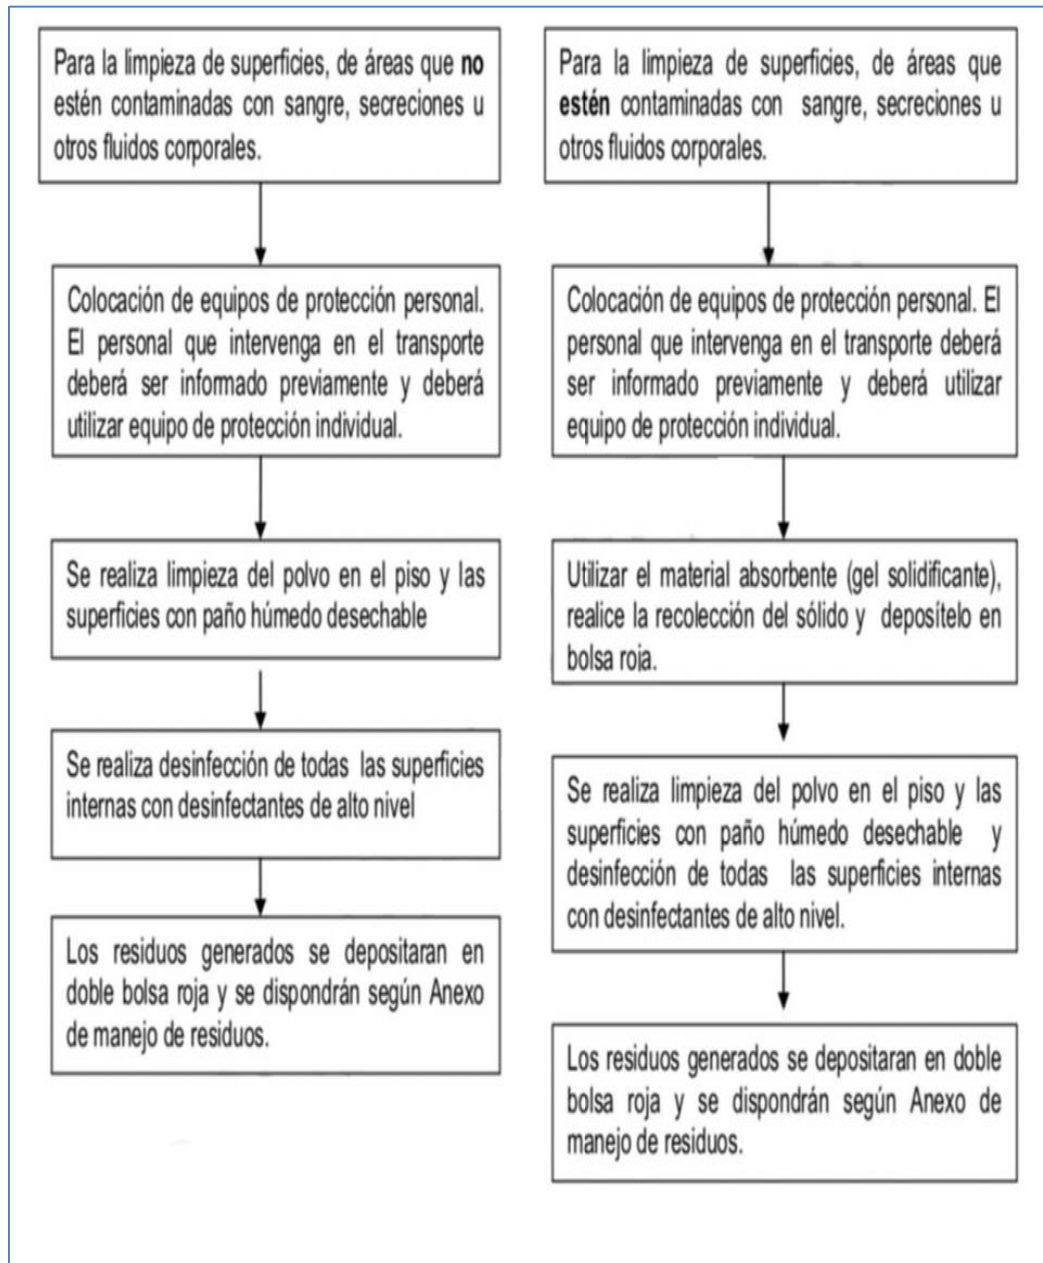 Para la limpieza de superficies, de áreas que no
estén contaminadas con sangre, secreciones u
otros fluidos corporales.
Colocación de equipos de protección personal.
El personal que intervenga en el transporte
deberá ser informado previamente y deberá
utilizar equipo de protección individual.
Se realiza limpieza del polvo en el piso y las
superficies con paño húmedo desechable
Se realiza desinfección de todas las superficies
internas con desinfectantes de alto nivel
Los residuos generados se depositaran en
doble bolsa roja y se dispondrán según Anexo
de manejo de residuos.
Para la limpieza de superficies, de áreas que
estén contaminadas con sangre, secreciones u
otros fluidos corporales.
Colocación de equipos de protección personal. El
personal que intervenga en el transporte deberá
ser informado previamente y deberá utilizar
equipo de protección individual.
Utilizar el material absorbente (gel solidificante),
realice la recolección del sólido y deposítelo en
bolsa roja.
Se realiza limpieza del polvo en el piso y las
superficies con paño húmedo desechable y
desinfección de todas las superficies internas
con desinfectantes de alto nivel.
Los residuos generados se depositaran en doble
bolsa roja y se dispondrán según Anexo de
manejo de residuos.